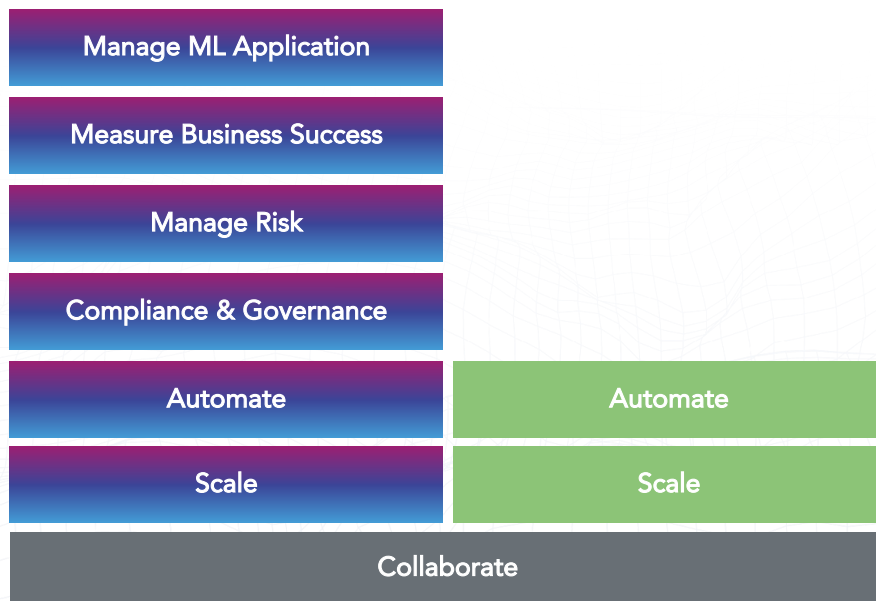 Manage ML Application
Measure Business Success
Manage Risk
Compliance & Governance
Automate
Automate
Scale
Scale
Collaborate